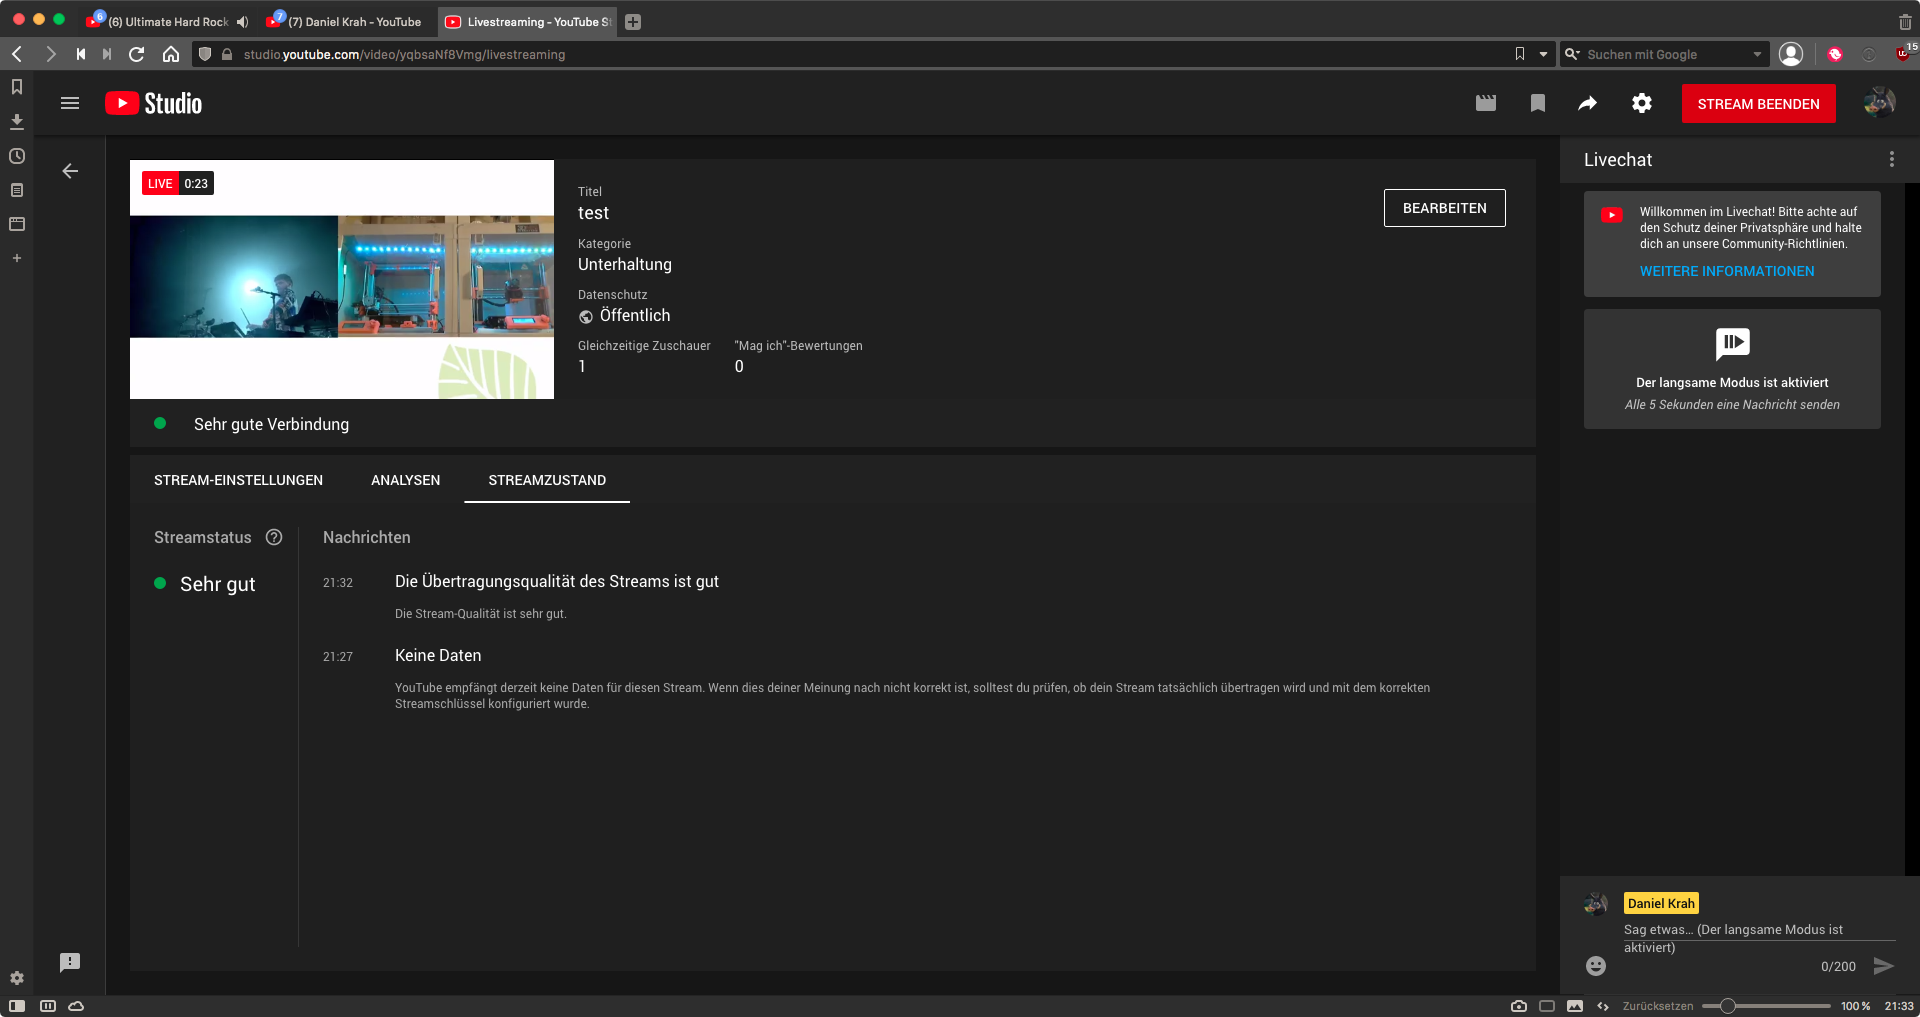 (6) Ultimate Hard Rock
(7) Daniel Krah - YouTube
Livestreaming - YouTube St
studio.youtube.com/video/yqbsaNf8Vmg/livestreaming
Suchen mit Google
15
Studio
STREAM BEENDEN
LIVE 0:23
Titel
test
BEARBEITEN
Kategorie
Unterhaltung
Datenschutz
Öffentlich
Gleichzeitige Zuschauer "Mag ich"-Bewertungen
1 0
Sehr gute Verbindung
STREAM-EINSTELLUNGEN ANALYSEN STREAMZUSTAND
Streamstatus
Sehr gut
Nachrichten
21:32 Die Übertragungsqualität des Streams ist gut
Die Stream-Qualität ist sehr gut.
21:27 Keine Daten
YouTube empfängt derzeit keine Daten für diesen Stream. Wenn dies deiner Meinung nach nicht korrekt ist, solltest du prüfen, ob dein Stream tatsächlich übertragen wird und mit dem korrekten
Streamschlüssel konfiguriert wurde.
Livechat
Willkommen im Livechat! Bitte achte auf
den Schutz deiner Privatsphäre und halte
dich an unsere Community-Richtlinien.
WEITERE INFORMATIONEN
Der langsame Modus ist aktiviert
Alle 5 Sekunden eine Nachricht senden
Daniel Krah
Sag etwas… (Der langsame Modus ist
aktiviert)
0/200
Zurücksetzen 100 % 21:33